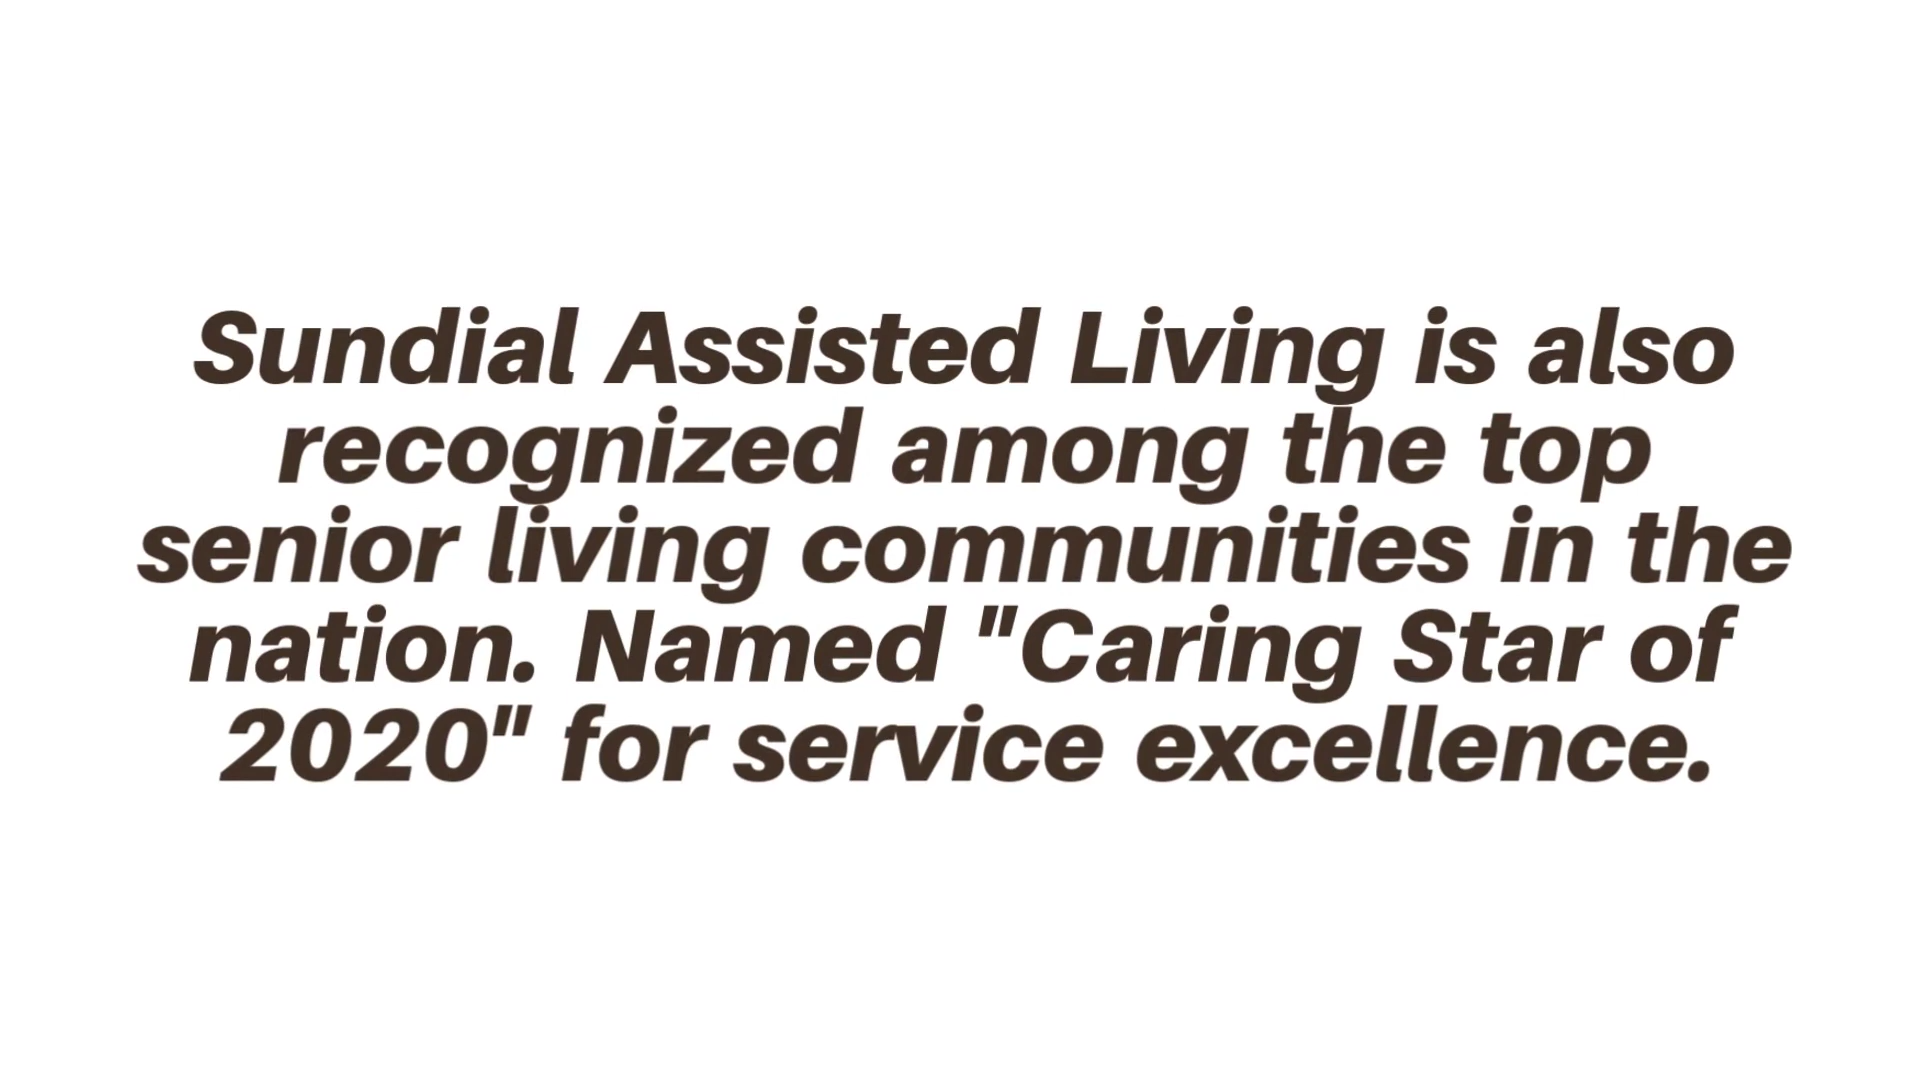 Sundial Assisted Living is also
recognized among the top
senior living communities in the
nation. Named "Caring Star of
2020" for service excellence.